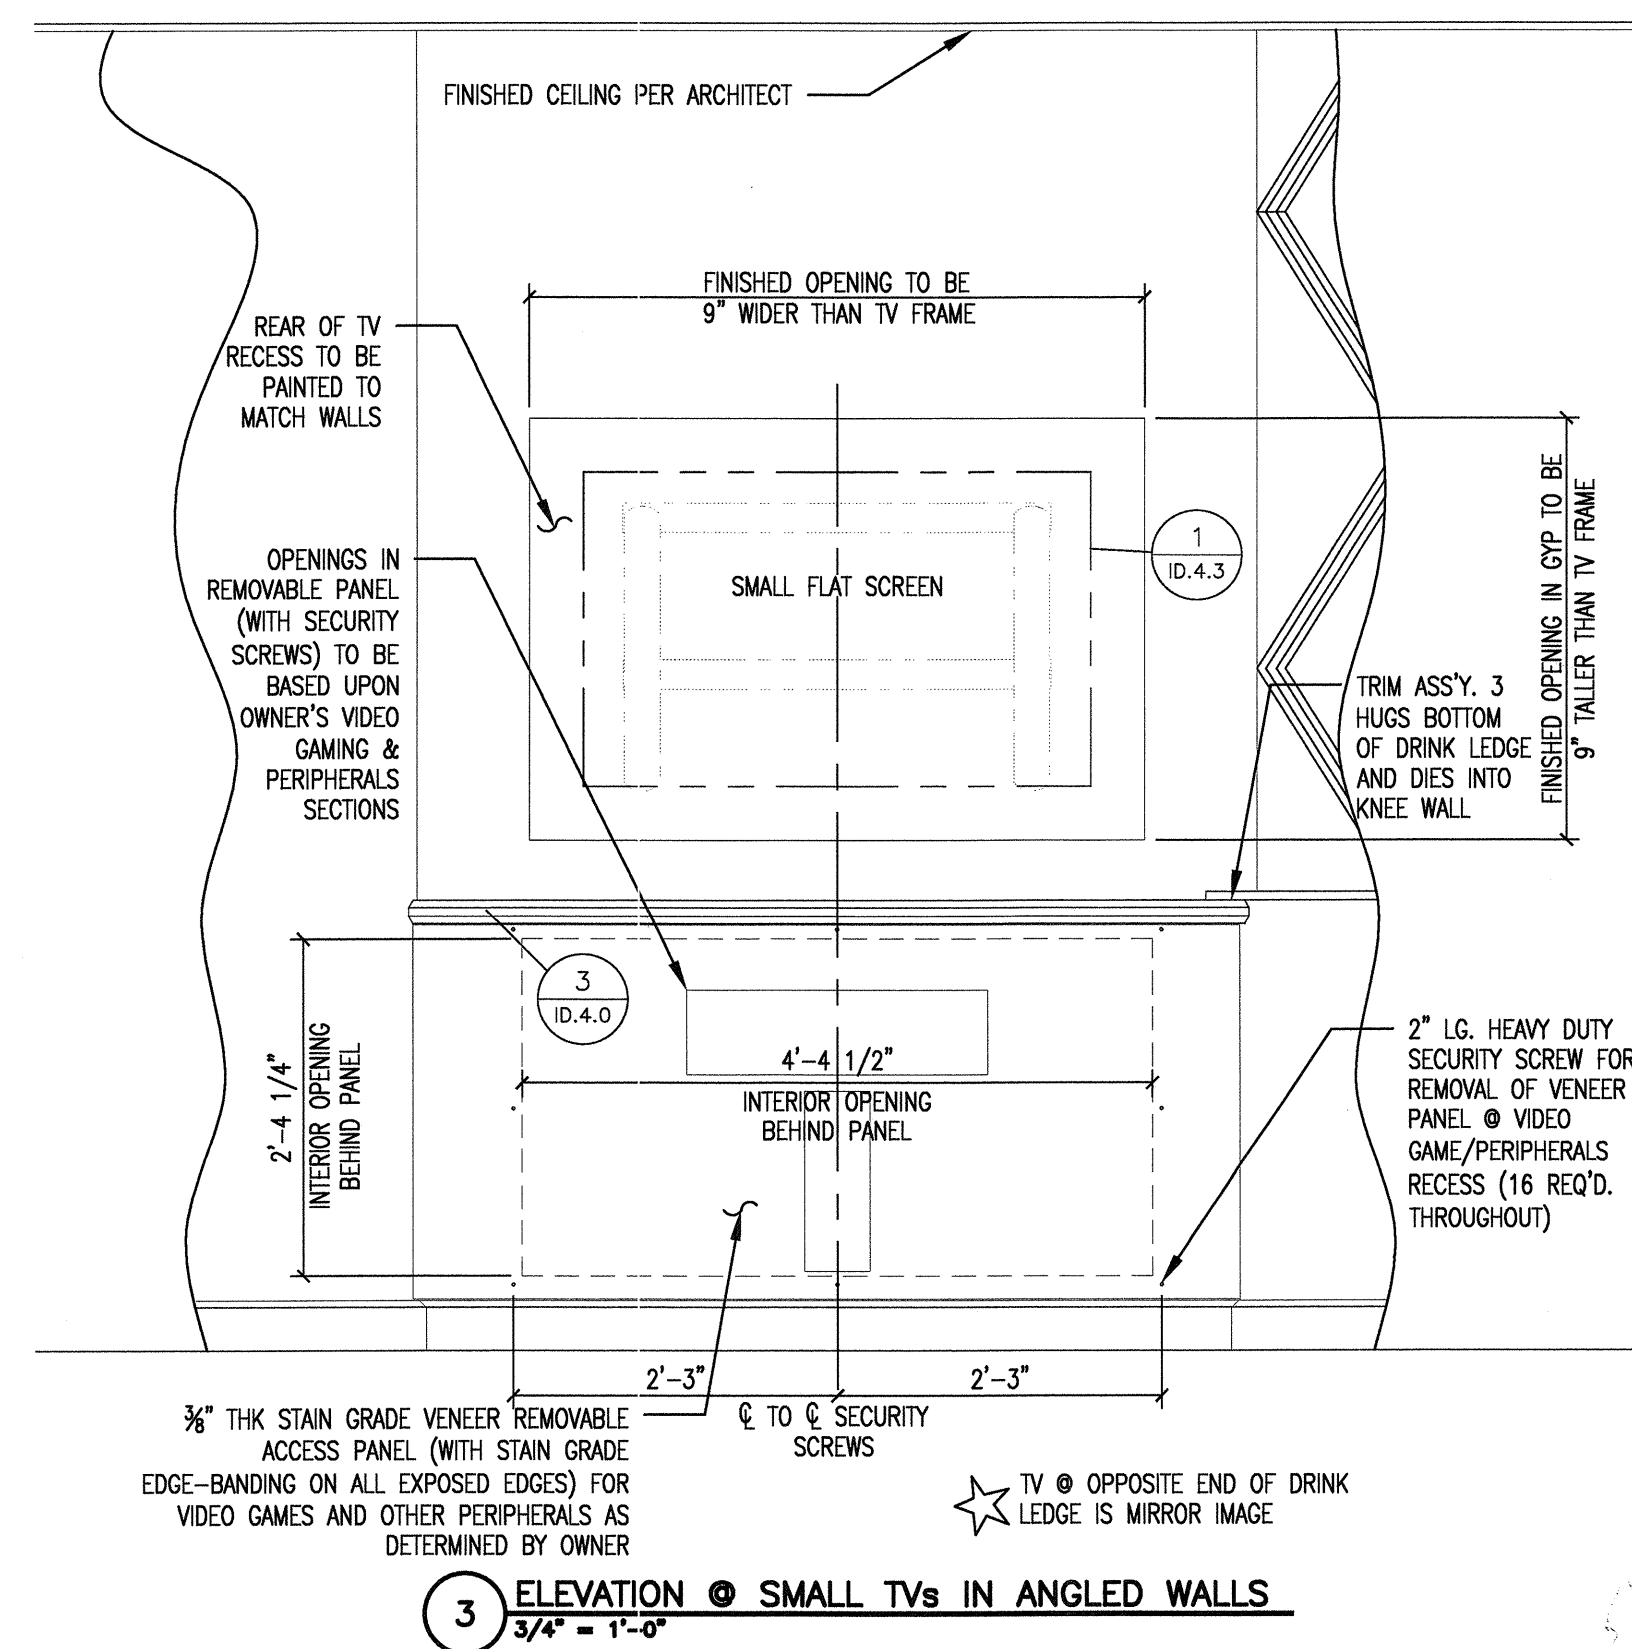 FINISHED CEILING PER ARCHITECT
FINISHED OPENING TO BE
9" WIDER THAN TV FRAME
REAR OF TV
RECESS TO BE
PAINTED TO
MATCH WALLS
OPENINGS IN
REMOVABLE PANEL
(WITH SECURITY
SCREWS) TO BE
BASED UPON
OWNER'S VIDEO
GAMING &
PERIPHERALS
SECTIONS
SMALL FLAT SCREEN
1
ID.4.3
FINISHED OPENING IN GYP TO BE
9" TALLER THAN TV FRAME
TRIM ASS'Y. 3
HUGS BOTTOM
OF DRINK LEDGE
AND DIES INTO
KNEE WALL
3
ID.4.0
2'-4 1/4"
INTERIOR OPENING
BEHIND PANEL
4'-4 1/2"
INTERIOR OPENING
BEHIND PANEL
2" LG. HEAVY DUTY
SECURITY SCREW FOR
REMOVAL OF VENEER
PANEL @ VIDEO
GAME/PERIPHERALS
RECESS (16 REQ'D.
THROUGHOUT)
2'-3"
2'-3"
℄ TO ℄ SECURITY
SCREWS
⅜" THK STAIN GRADE VENEER REMOVABLE
ACCESS PANEL (WITH STAIN GRADE
EDGE-BANDING ON ALL EXPOSED EDGES) FOR
VIDEO GAMES AND OTHER PERIPHERALS AS
DETERMINED BY OWNER
TV @ OPPOSITE END OF DRINK
LEDGE IS MIRROR IMAGE
3
ELEVATION @ SMALL TVs IN ANGLED WALLS
3/4" = 1'-0"